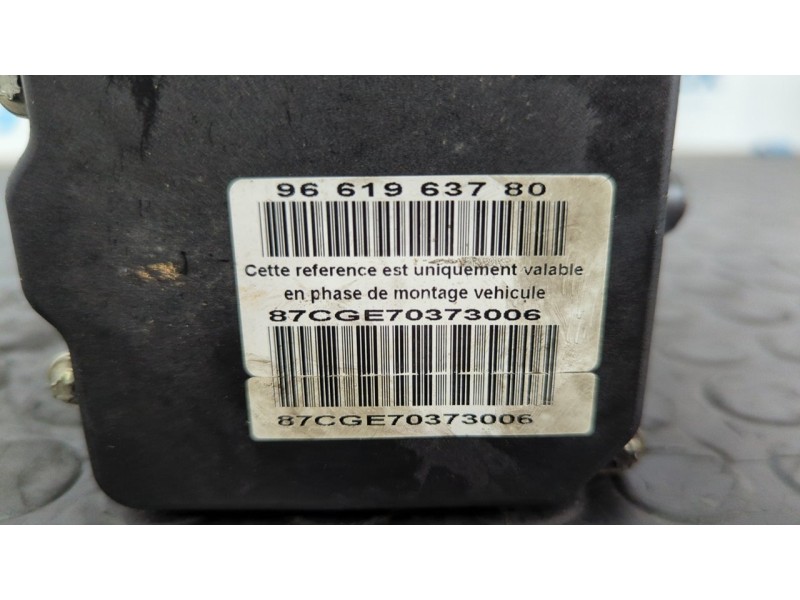 96 619 637 80
Cette reference est uniquement valable
en phase de montage vehicule
87CGE70373006
87CGE70373006